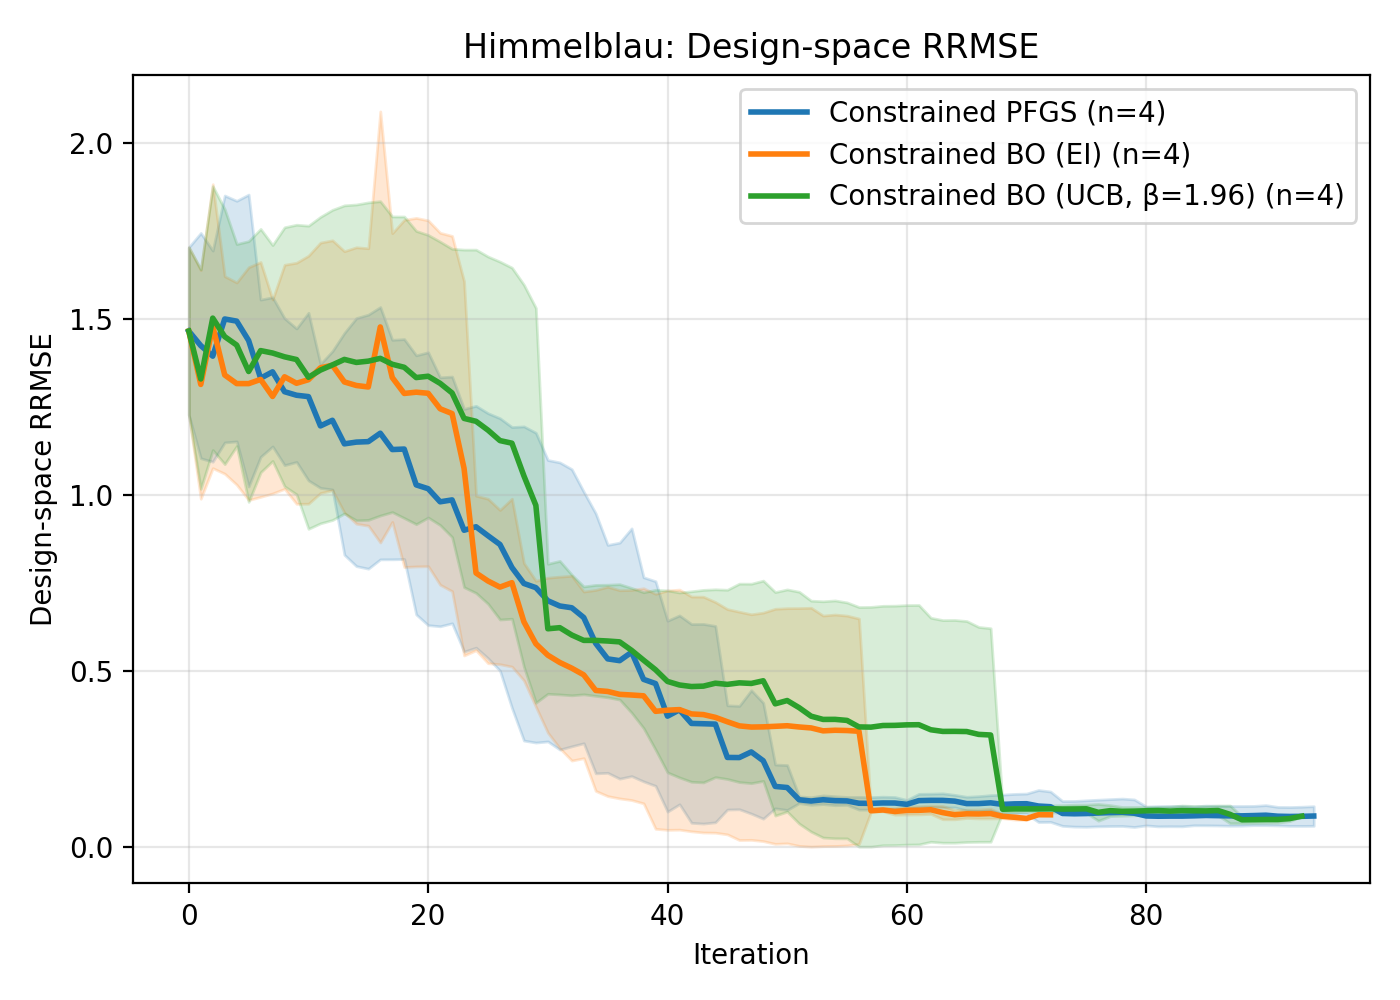 Himmelblau: Design-space RRMSE
Constrained PFGS (n=4)
Constrained BO (EI) (n=4)
Constrained BO (UCB, β=1.96) (n=4)
Design-space RRMSE
2.0
1.5
1.0
0.5
0.0
0 20 40 60 80
Iteration